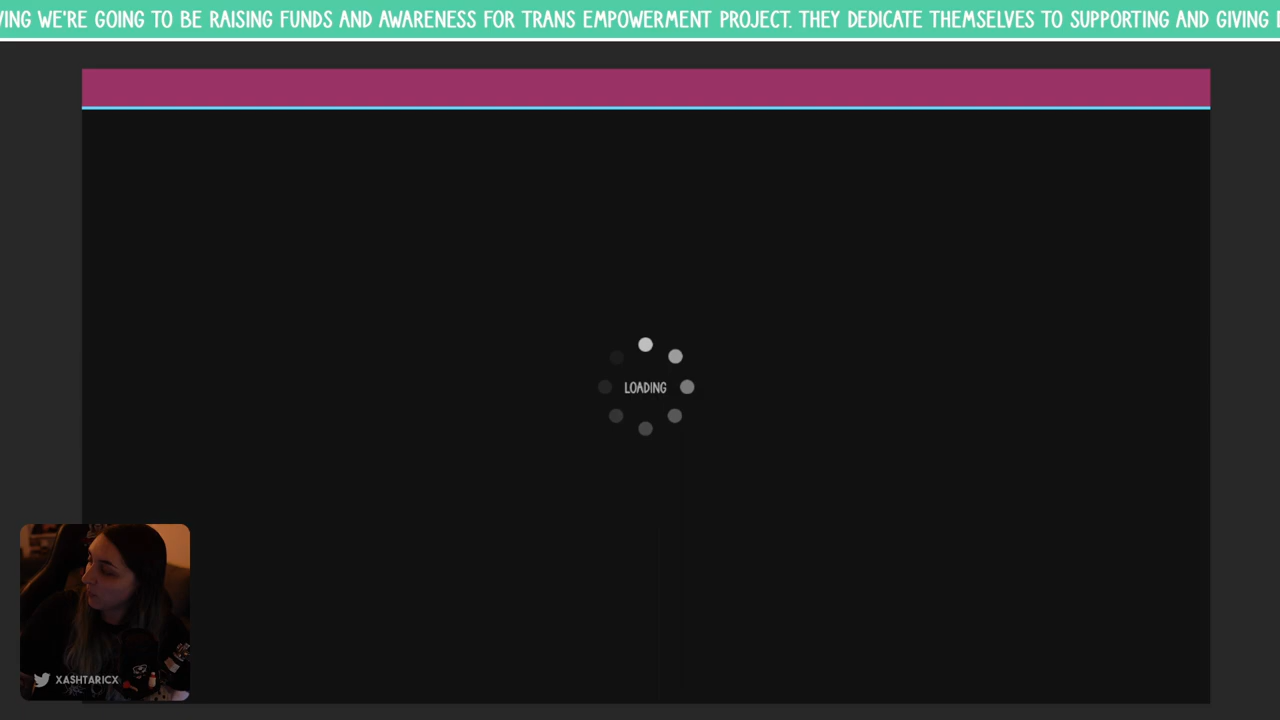 VING WE'RE GOING TO BE RAISING FUNDS AND AWARENESS FOR TRANS EMPOWERMENT PROJECT. THEY DEDICATE THEMSELVES TO SUPPORTING AND GIVING
LOADING
XASHTARICX